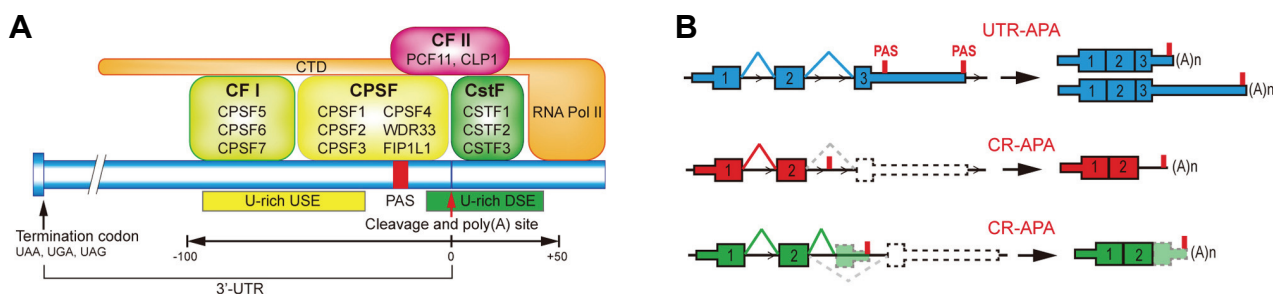 A
CF II
PCF11, CLP1
CTD
CF I
CPSF5
CPSF6
CPSF7
CPSF
CPSF1 CPSF4
CPSF2 WDR33
CPSF3 FIP1L1
CstF
CSTF1
CSTF2
CSTF3
RNA Pol II
U-rich USE
PAS
U-rich DSE
Cleavage and poly(A) site
Termination codon
UAA, UGA, UAG
-100
0
+50
3'-UTR
B
UTR-APA
PAS
PAS
1
2
3
1 2 3 (A)n
1 2 3 (A)n
CR-APA
1
2
1 2 (A)n
CR-APA
1
2
1 2 (A)n